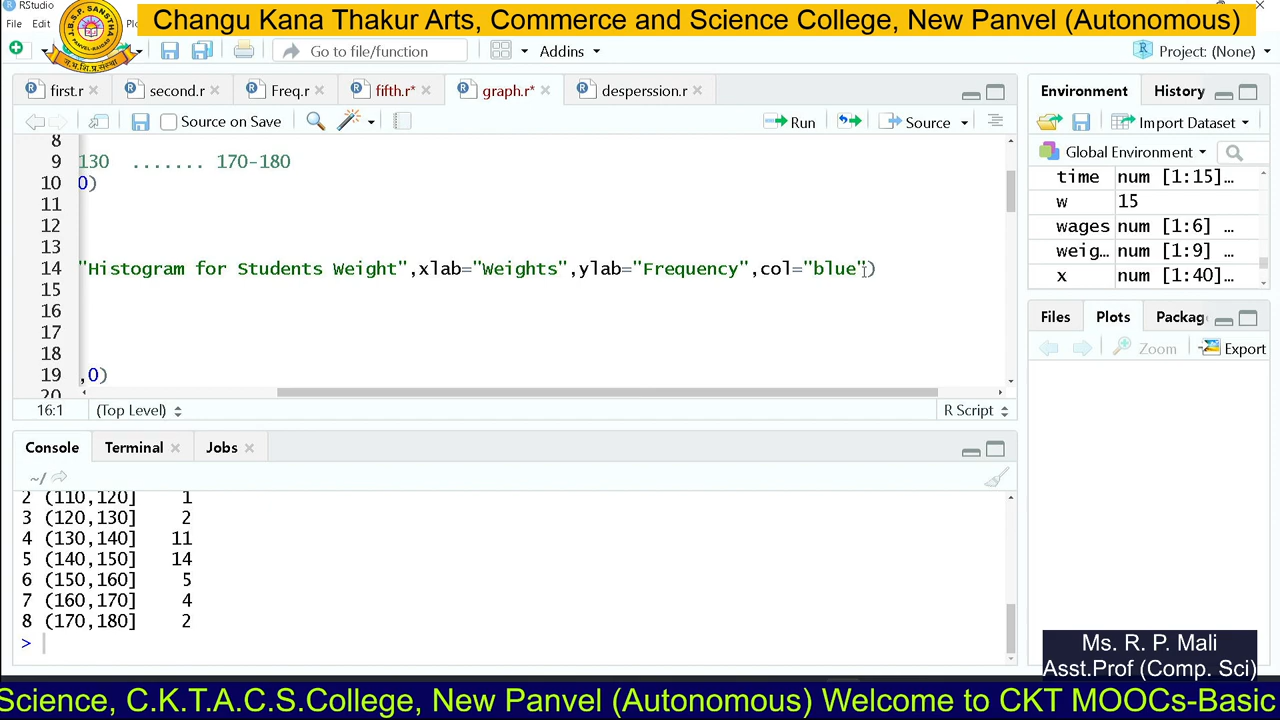 RStudio
Changu Kana Thakur Arts, Commerce and Science College, New Panvel (Autonomous)
File
Go to file/function
Addins
Project: (None)
first.r
second.r
Freq.r
fifth.r*
graph.r*
desperssion.r
Environment
History
Source on Save
Run
Source
Import Dataset
Global Environment
8
9 130 ....... 170-180
10 0)
11
12
13
14 "Histogram for Students Weight",xlab="Weights",ylab="Frequency",col="blue")
15
16
17
18
19 ,0)
20
time num [1:15]…
w 15
wages num [1:6] …
weig… num [1:9] …
x num [1:40]…
16:1
(Top Level)
R Script
Files
Plots
Packag
Zoom
Export
Console
Terminal
Jobs
~/
2 (110,120] 1
3 (120,130] 2
4 (130,140] 11
5 (140,150] 14
6 (150,160] 5
7 (160,170] 4
8 (170,180] 2
>
Ms. R. P. Mali
Asst.Prof (Comp. Sci)
Science, C.K.T.A.C.S.College, New Panvel (Autonomous) Welcome to CKT MOOCs-Basic